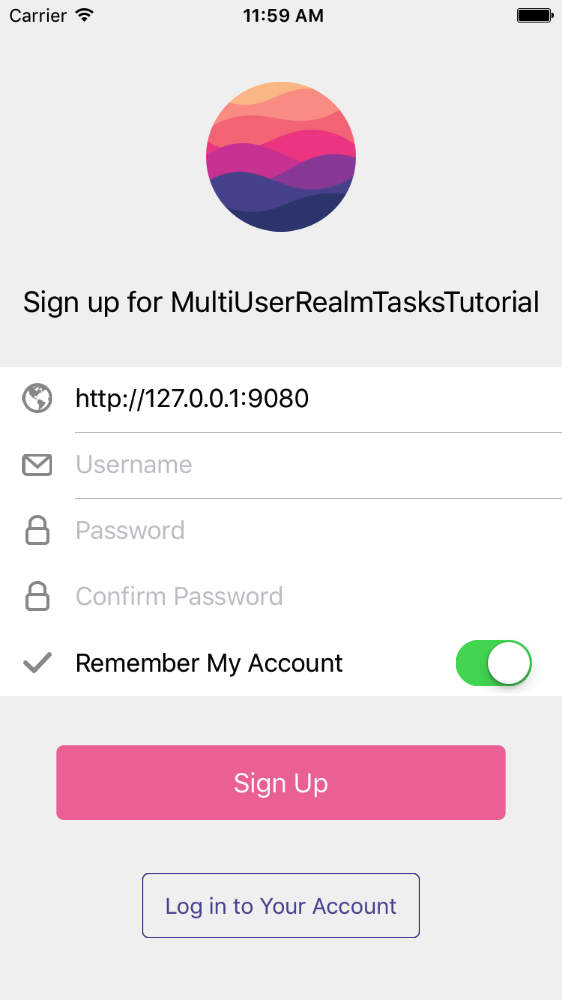 Carrier 11:59 AM
Sign up for MultiUserRealmTasksTutorial
http://127.0.0.1:9080
Username
Password
Confirm Password
Remember My Account
Sign Up
Log in to Your Account